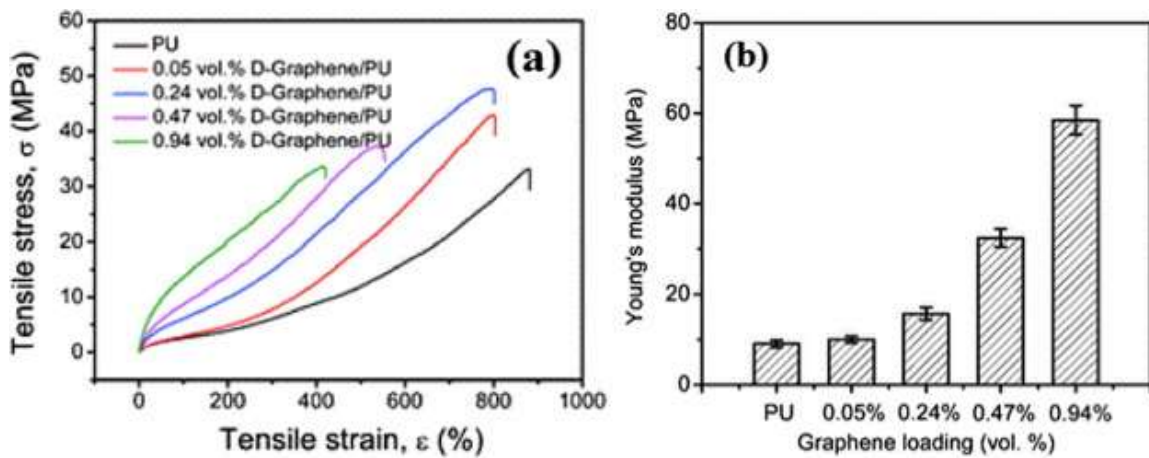 60
50
40
30
20
10
0
Tensile stress, σ (MPa)
PU
0.05 vol.% D-Graphene/PU
0.24 vol.% D-Graphene/PU
0.47 vol.% D-Graphene/PU
0.94 vol.% D-Graphene/PU
(a)
0 200 400 600 800 1000
Tensile strain, ε (%)
80
60
40
20
0
Young's modulus (MPa)
(b)
PU 0.05% 0.24% 0.47% 0.94%
Graphene loading (vol. %)